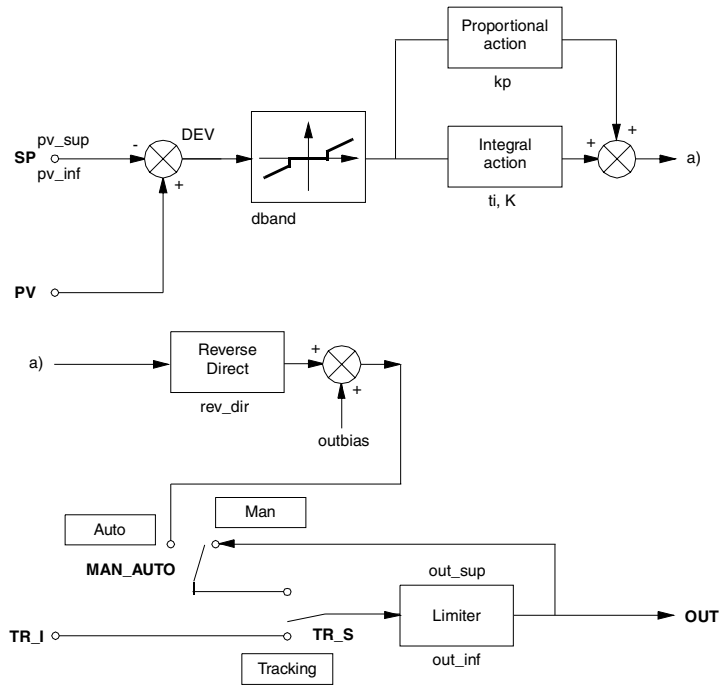 Proportional
action
kp
+
pv_sup
DEV
SP
-
+
Integral
action
a)
pv_inf
+
ti, K
dband
PV
a)
Reverse
Direct
+
+
rev_dir
outbias
Man
Auto
MAN_AUTO
out_sup
Limiter
OUT
TR_I
TR_S
out_inf
Tracking